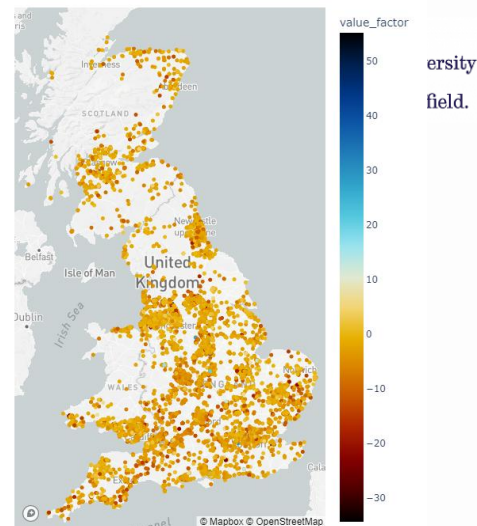 value_factor
ersity
field.
50
40
30
20
10
0
−10
−20
−30
Inverness
SCOTLAND
Belfast
Isle of Man
United
Kingdom
Dublin
Irish Sea
WALES
© Mapbox © OpenStreetMap